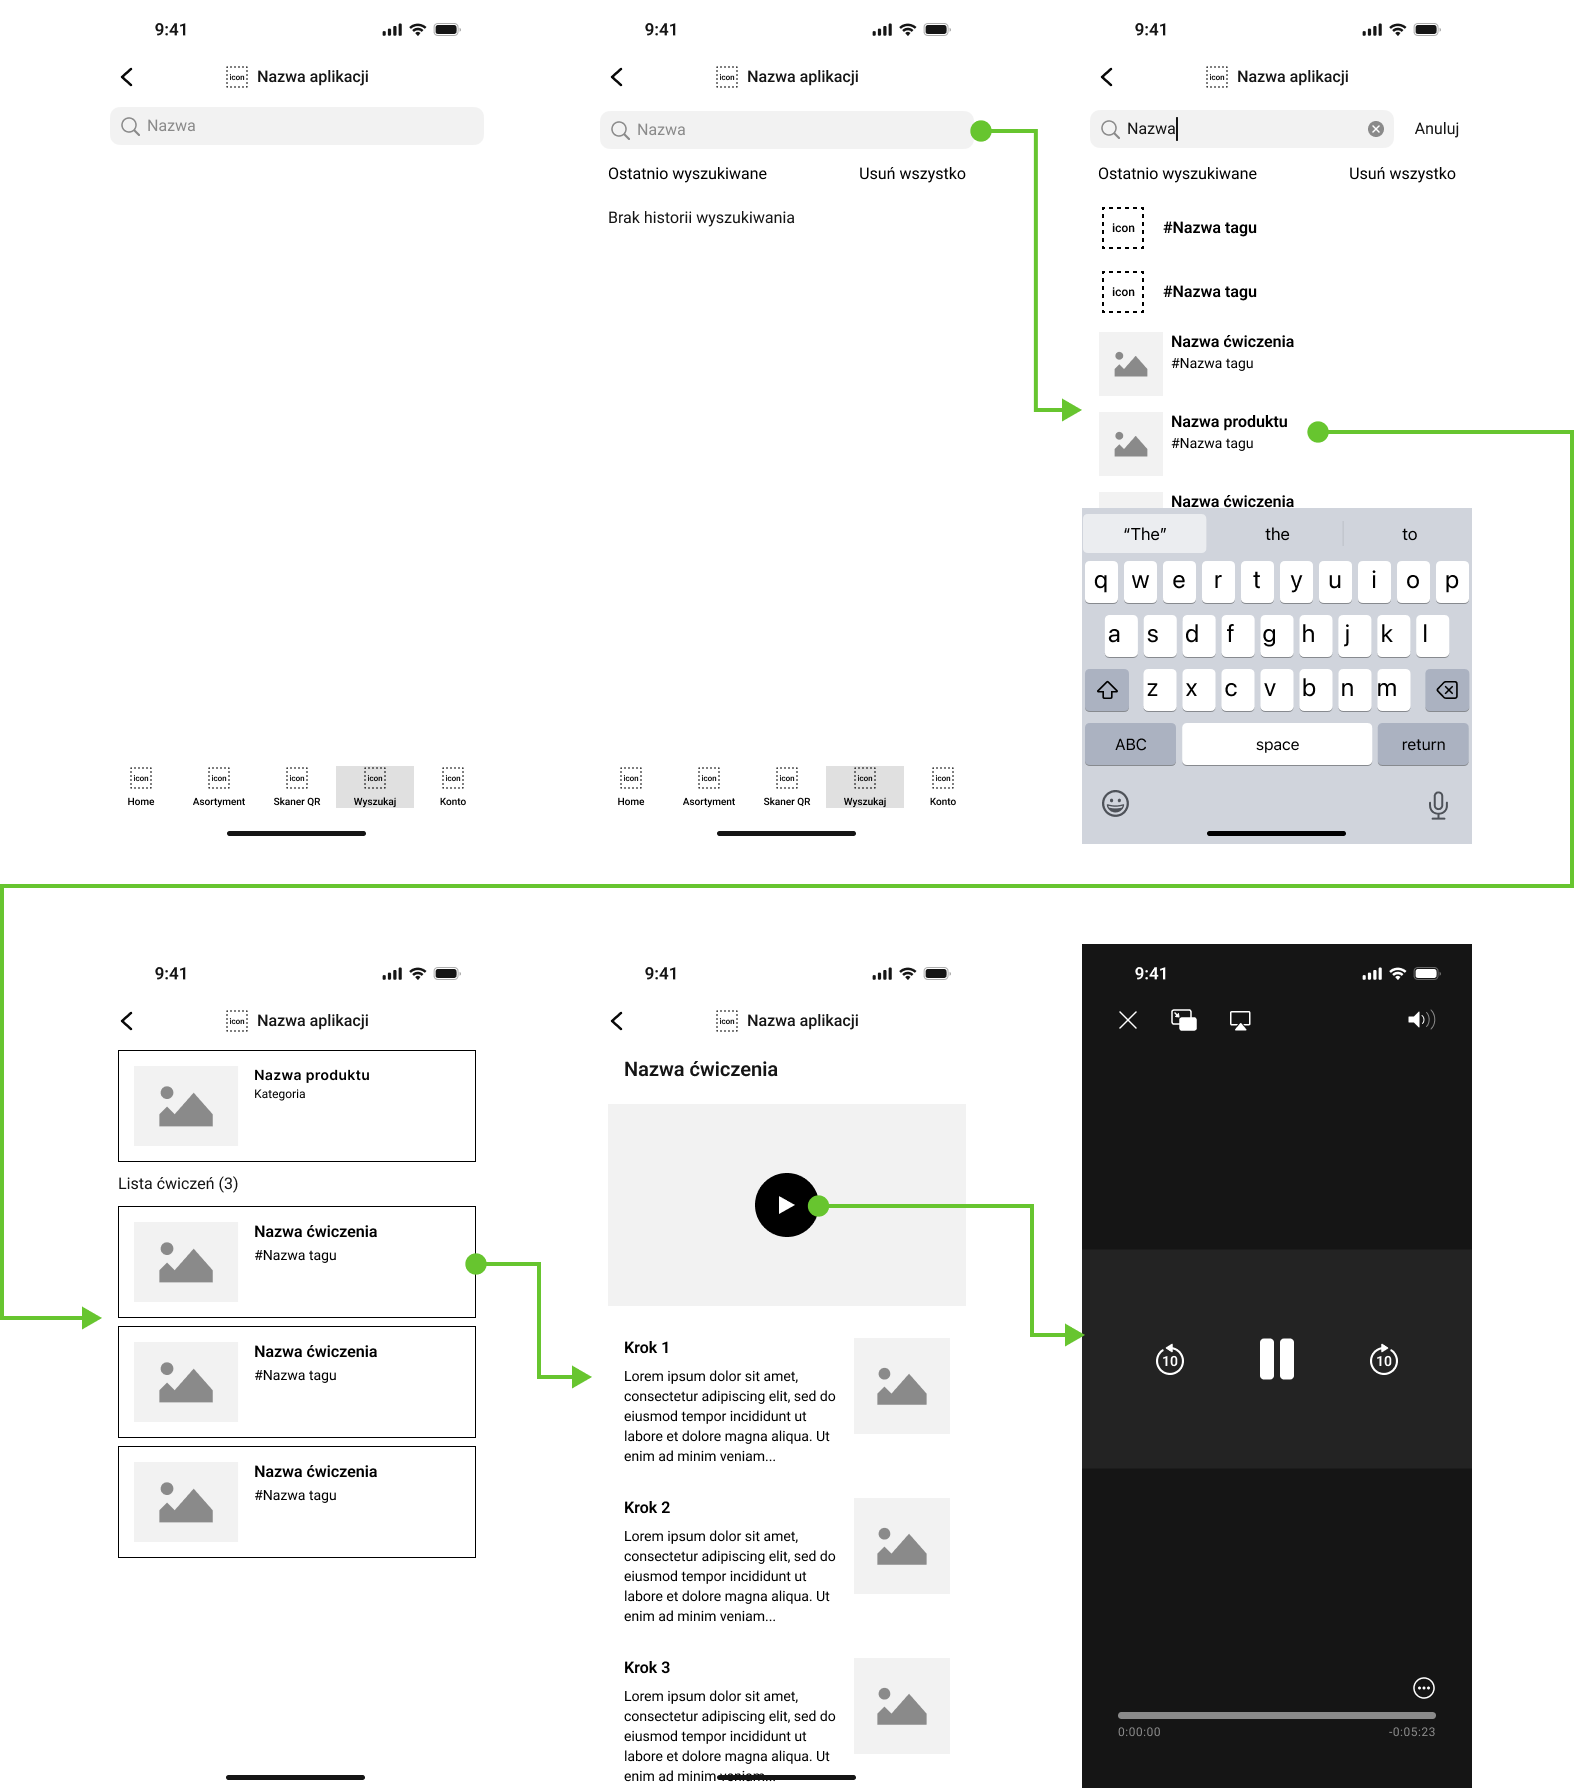 9:41
icon Nazwa aplikacji
Nazwa
icon icon icon icon icon
Home Asortyment Skaner QR Wyszukaj Konto
9:41
icon Nazwa aplikacji
Nazwa
Ostatnio wyszukiwane Usuń wszystko
Brak historii wyszukiwania
icon icon icon icon icon
Home Asortyment Skaner QR Wyszukaj Konto
9:41
icon Nazwa aplikacji
Nazwa Anuluj
Ostatnio wyszukiwane Usuń wszystko
icon #Nazwa tagu
icon #Nazwa tagu
Nazwa ćwiczenia
#Nazwa tagu
Nazwa produktu
#Nazwa tagu
Nazwa ćwiczenia
“The” the to
q w e r t y u i o p
a s d f g h j k l
z x c v b n m
ABC space return
9:41
icon Nazwa aplikacji
Nazwa produktu
Kategoria
Lista ćwiczeń (3)
Nazwa ćwiczenia
#Nazwa tagu
Nazwa ćwiczenia
#Nazwa tagu
Nazwa ćwiczenia
#Nazwa tagu
9:41
icon Nazwa aplikacji
Nazwa ćwiczenia
Krok 1
Lorem ipsum dolor sit amet,
consectetur adipiscing elit, sed do
eiusmod tempor incididunt ut
labore et dolore magna aliqua. Ut
enim ad minim veniam...
Krok 2
Lorem ipsum dolor sit amet,
consectetur adipiscing elit, sed do
eiusmod tempor incididunt ut
labore et dolore magna aliqua. Ut
enim ad minim veniam...
Krok 3
Lorem ipsum dolor sit amet,
consectetur adipiscing elit, sed do
eiusmod tempor incididunt ut
labore et dolore magna aliqua. Ut
enim ad minim veniam...
9:41
10 10
0:00:00 -0:05:23